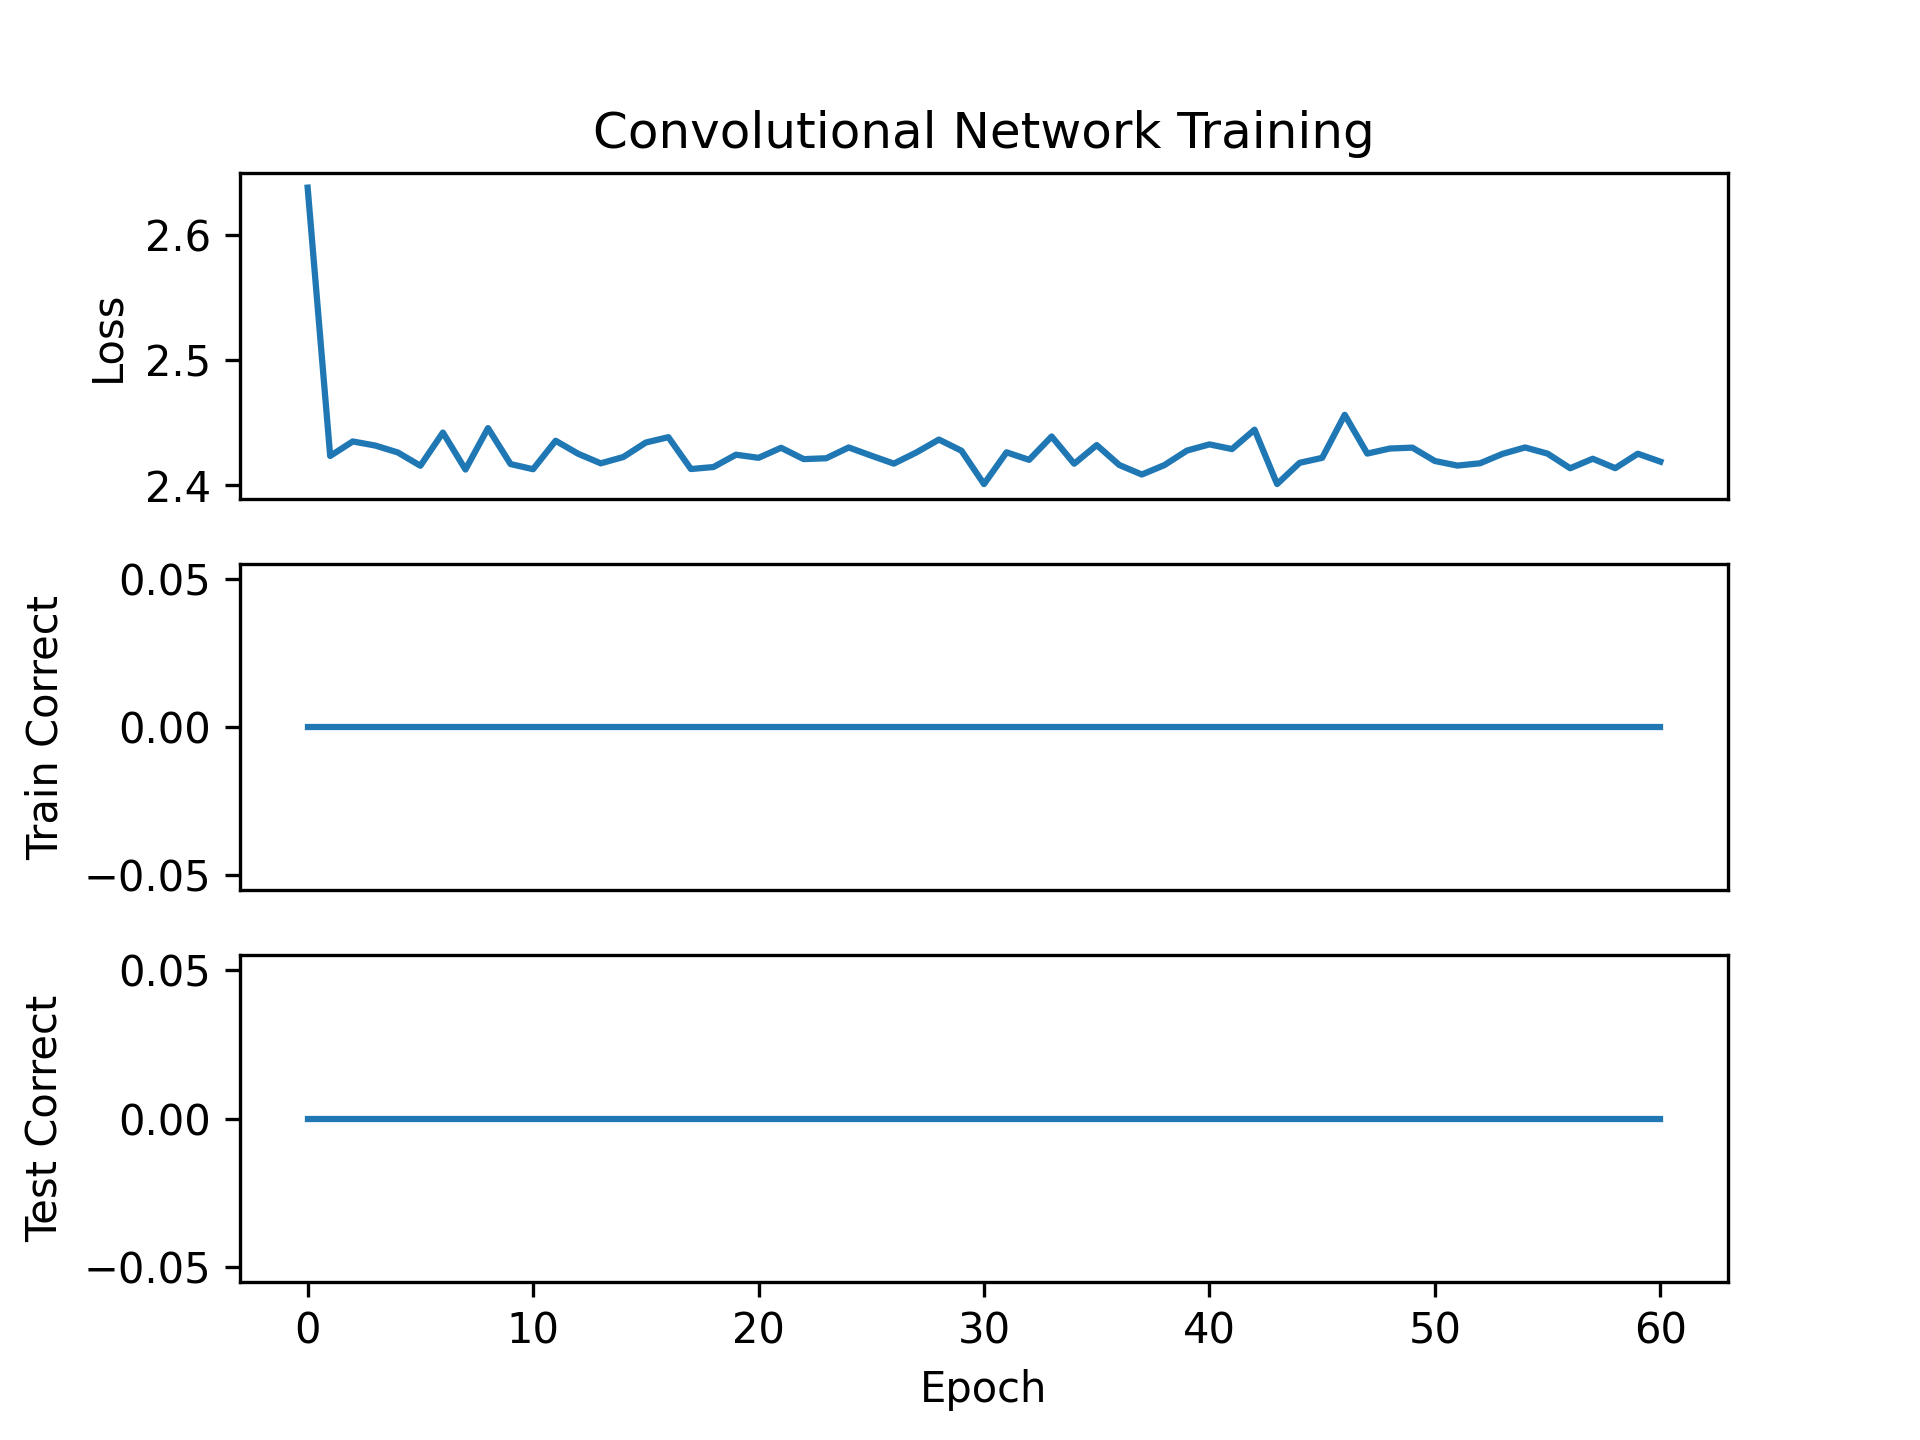 Convolutional Network Training
Loss
2.6
2.5
2.4
Train Correct
0.05
0.00
−0.05
Test Correct
0.05
0.00
−0.05
0 10 20 30 40 50 60
Epoch